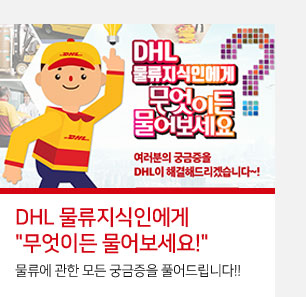 DHL
물류지식인에게
무엇이든
물어보세요
?
여러분의 궁금증을
DHL이 해결해드리겠습니다~!
DHL
DHL
DHL 물류지식인에게
"무엇이든 물어보세요!"
물류에 관한 모든 궁금증을 풀어드립니다!!